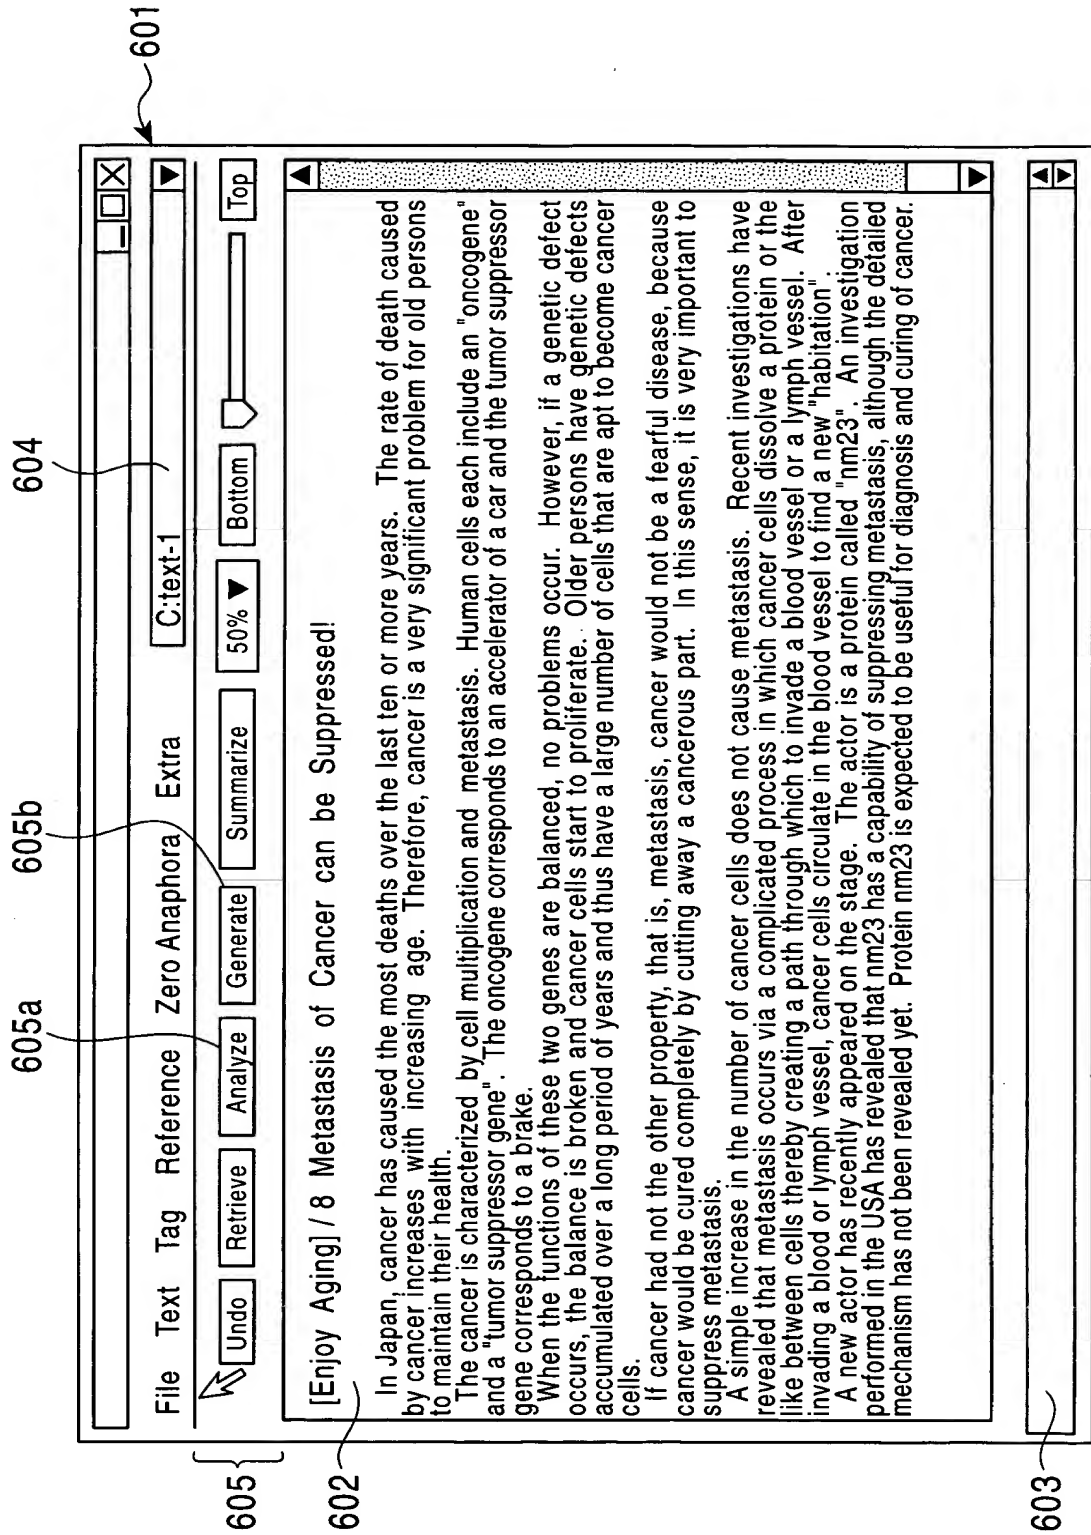 601
604
605b
605a
File Text Tag Reference Zero Anaphora Extra
C:text-1
605
Undo Retrieve Analyze Generate Summarize 50% Bottom Top
602
[Enjoy Aging] / 8 Metastasis of Cancer can be Suppressed!
In Japan, cancer has caused the most deaths over the last ten or more years. The rate of death caused
by cancer increases with increasing age. Therefore, cancer is a very significant problem for old persons
to maintain their health.
The cancer is characterized by cell multiplication and metastasis. Human cells each include an "oncogene"
and a "tumor suppressor gene". The oncogene corresponds to an accelerator of a car and the tumor suppressor
gene corresponds to a brake.
When the functions of these two genes are balanced, no problems occur. However, if a genetic defect
occurs, the balance is broken and cancer cells start to proliferate. Older persons have genetic defects
accumulated over a long period of years and thus have a large number of cells that are apt to become cancer
cells.
If cancer had not the other property, that is, metastasis, cancer would not be a fearful disease, because
cancer would be cured completely by cutting away a cancerous part. In this sense, it is very important to
suppress metastasis.
A simple increase in the number of cancer cells does not cause metastasis. Recent investigations have
revealed that metastasis occurs via a complicated process in which cancer cells dissolve a protein or the
like between cells thereby creating a path through which to invade a blood vessel or a lymph vessel. After
invading a blood or lymph vessel, cancer cells circulate in the blood vessel to find a new "habitation".
A new actor has recently appeared on the stage. The actor is a protein called "nm23". An investigation
performed in the USA has revealed that nm23 has a capability of suppressing metastasis, although the detailed
mechanism has not been revealed yet. Protein nm23 is expected to be useful for diagnosis and curing of cancer.
603